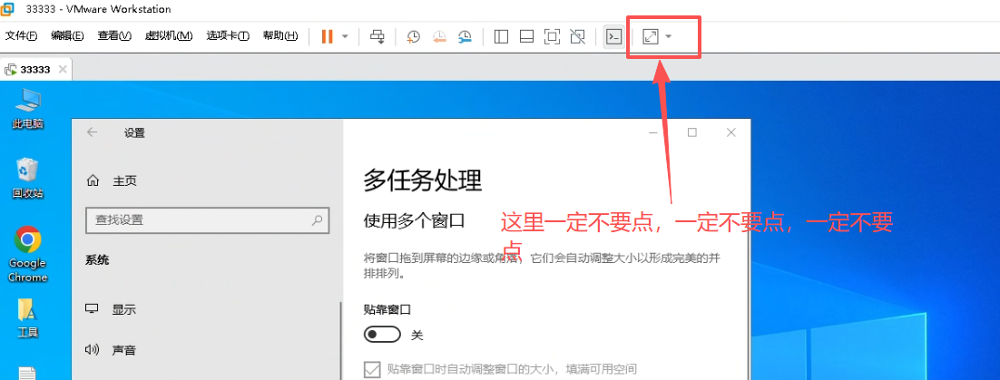 33333 - VMware Workstation
文件(F) 编辑(E) 查看(V) 虚拟机(M) 选项卡(T) 帮助(H)
33333
此电脑
设置
主页
多任务处理
回收站
查找设置
使用多个窗口
这里一定不要点，一定不要点，一定不要
点
Google
Chrome
系统
将窗口拖到屏幕的边缘或角落，它们会自动调整大小以形成完美的并
排排列。
显示
贴靠窗口
工具
关
声音
贴靠窗口时自动调整窗口的大小，填满可用空间